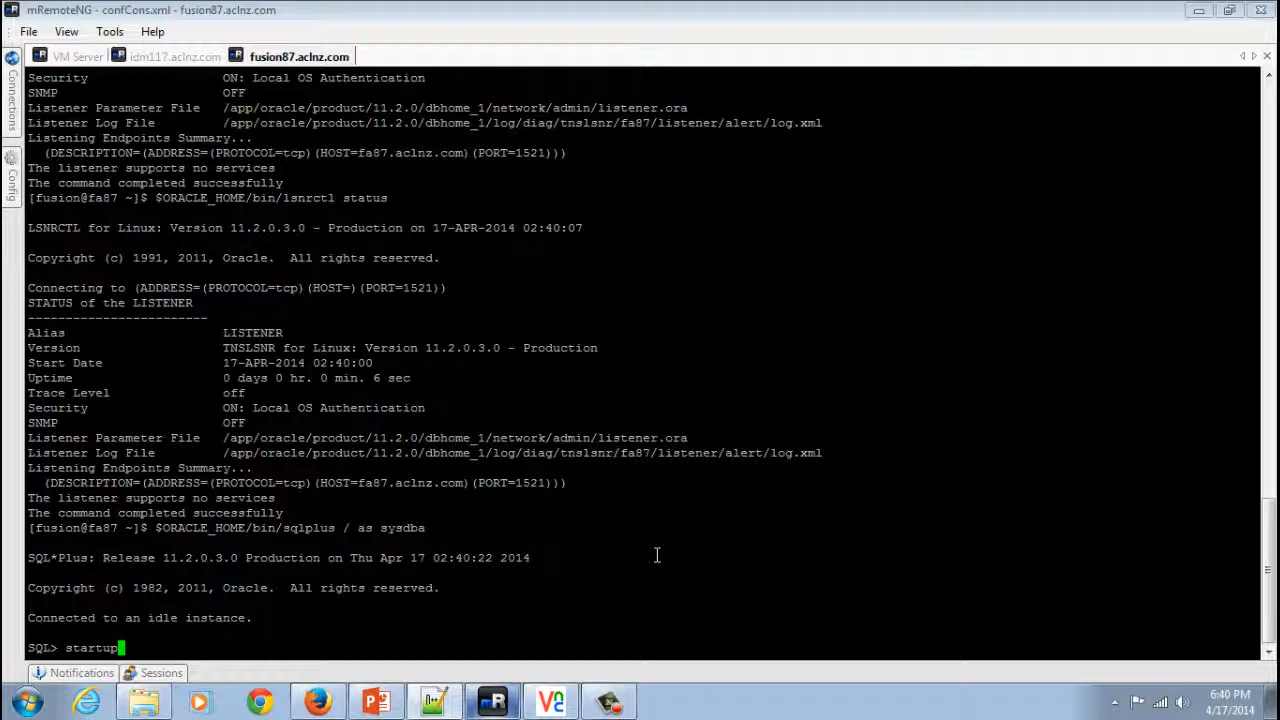 mRemoteNG - confCons.xml - fusion87.aclnz.com
File View Tools Help
VM Server idm117.aclnz.com fusion87.aclnz.com
Connections
Config
Security ON: Local OS Authentication
SNMP OFF
Listener Parameter File /app/oracle/product/11.2.0/dbhome_1/network/admin/listener.ora
Listener Log File /app/oracle/product/11.2.0/dbhome_1/log/diag/tnslsnr/fa87/listener/alert/log.xml
Listening Endpoints Summary...
(DESCRIPTION=(ADDRESS=(PROTOCOL=tcp)(HOST=fa87.aclnz.com)(PORT=1521)))
The listener supports no services
The command completed successfully
[fusion@fa87 ~]$ $ORACLE_HOME/bin/lsnrctl status
LSNRCTL for Linux: Version 11.2.0.3.0 - Production on 17-APR-2014 02:40:07
Copyright (c) 1991, 2011, Oracle. All rights reserved.
Connecting to (ADDRESS=(PROTOCOL=tcp)(HOST=)(PORT=1521))
STATUS of the LISTENER
------------------------
Alias LISTENER
Version TNSLSNR for Linux: Version 11.2.0.3.0 - Production
Start Date 17-APR-2014 02:40:00
Uptime 0 days 0 hr. 0 min. 6 sec
Trace Level off
Security ON: Local OS Authentication
SNMP OFF
Listener Parameter File /app/oracle/product/11.2.0/dbhome_1/network/admin/listener.ora
Listener Log File /app/oracle/product/11.2.0/dbhome_1/log/diag/tnslsnr/fa87/listener/alert/log.xml
Listening Endpoints Summary...
(DESCRIPTION=(ADDRESS=(PROTOCOL=tcp)(HOST=fa87.aclnz.com)(PORT=1521)))
The listener supports no services
The command completed successfully
[fusion@fa87 ~]$ $ORACLE_HOME/bin/sqlplus / as sysdba
SQL*Plus: Release 11.2.0.3.0 Production on Thu Apr 17 02:40:22 2014
Copyright (c) 1982, 2011, Oracle. All rights reserved.
Connected to an idle instance.
SQL> startup
Notifications Sessions
6:40 PM
4/17/2014